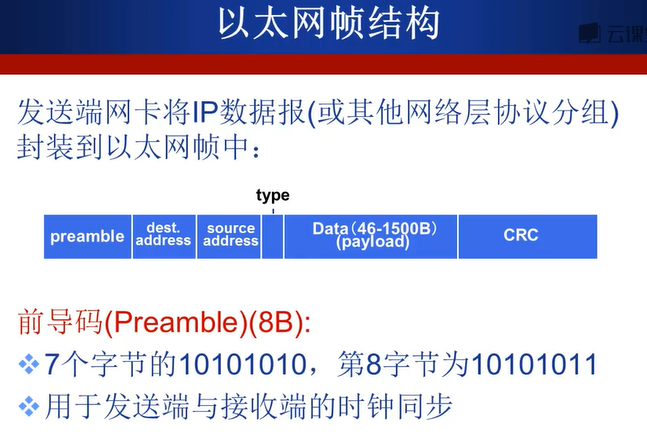 以太网帧结构
云课
发送端网卡将IP数据报(或其他网络层协议分组)
封装到以太网帧中：
type
preamble
dest.
address
source
address
Data（46-1500B）
(payload)
CRC
前导码(Preamble)(8B):
7个字节的10101010，第8字节为10101011
用于发送端与接收端的时钟同步